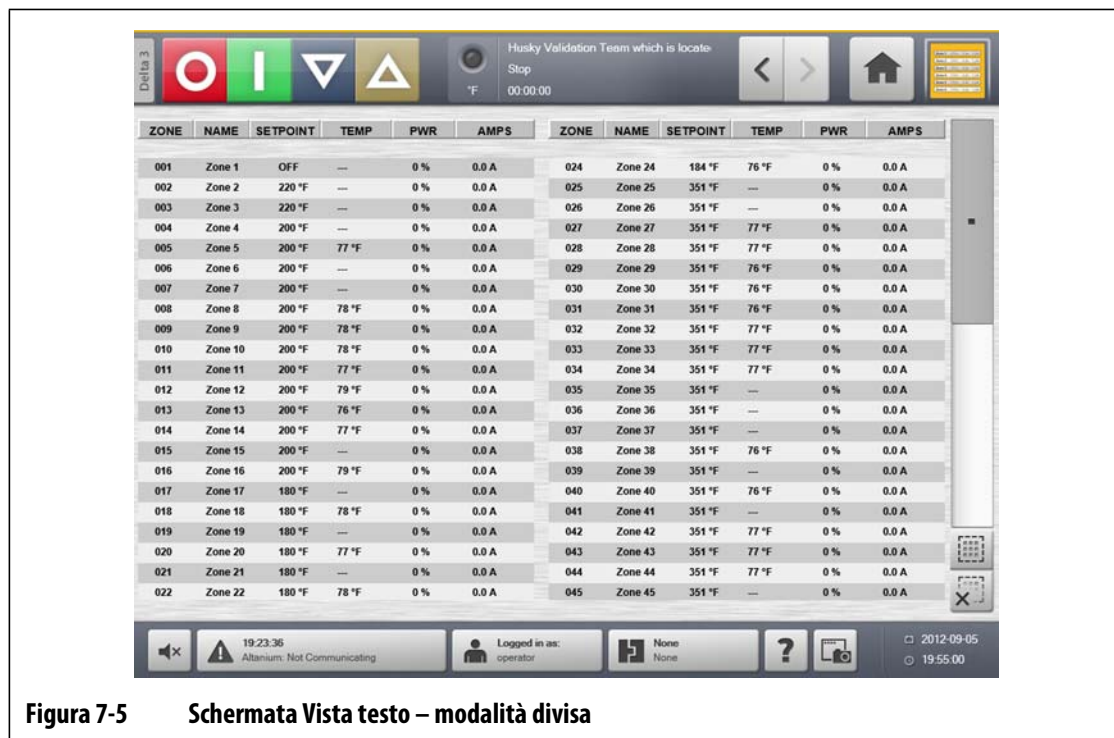 Delta 3
Husky Validation Team which is locate
Stop
°F 00:00:00
ZONE NAME SETPOINT TEMP PWR AMPS ZONE NAME SETPOINT TEMP PWR AMPS
001 Zone 1 OFF --- 0 % 0.0 A 024 Zone 24 184 °F 76 °F 0 % 0.0 A
002 Zone 2 220 °F --- 0 % 0.0 A 025 Zone 25 351 °F --- 0 % 0.0 A
003 Zone 3 220 °F --- 0 % 0.0 A 026 Zone 26 351 °F --- 0 % 0.0 A
004 Zone 4 200 °F --- 0 % 0.0 A 027 Zone 27 351 °F 77 °F 0 % 0.0 A
005 Zone 5 200 °F 77 °F 0 % 0.0 A 028 Zone 28 351 °F 77 °F 0 % 0.0 A
006 Zone 6 200 °F --- 0 % 0.0 A 029 Zone 29 351 °F 76 °F 0 % 0.0 A
007 Zone 7 200 °F --- 0 % 0.0 A 030 Zone 30 351 °F 76 °F 0 % 0.0 A
008 Zone 8 200 °F 78 °F 0 % 0.0 A 031 Zone 31 351 °F 76 °F 0 % 0.0 A
009 Zone 9 200 °F 78 °F 0 % 0.0 A 032 Zone 32 351 °F 77 °F 0 % 0.0 A
010 Zone 10 200 °F 78 °F 0 % 0.0 A 033 Zone 33 351 °F 77 °F 0 % 0.0 A
011 Zone 11 200 °F 77 °F 0 % 0.0 A 034 Zone 34 351 °F 77 °F 0 % 0.0 A
012 Zone 12 200 °F 79 °F 0 % 0.0 A 035 Zone 35 351 °F --- 0 % 0.0 A
013 Zone 13 200 °F 76 °F 0 % 0.0 A 036 Zone 36 351 °F --- 0 % 0.0 A
014 Zone 14 200 °F 77 °F 0 % 0.0 A 037 Zone 37 351 °F --- 0 % 0.0 A
015 Zone 15 200 °F --- 0 % 0.0 A 038 Zone 38 351 °F 76 °F 0 % 0.0 A
016 Zone 16 200 °F 79 °F 0 % 0.0 A 039 Zone 39 351 °F --- 0 % 0.0 A
017 Zone 17 180 °F --- 0 % 0.0 A 040 Zone 40 351 °F 76 °F 0 % 0.0 A
018 Zone 18 180 °F 78 °F 0 % 0.0 A 041 Zone 41 351 °F --- 0 % 0.0 A
019 Zone 19 180 °F --- 0 % 0.0 A 042 Zone 42 351 °F 77 °F 0 % 0.0 A
020 Zone 20 180 °F 77 °F 0 % 0.0 A 043 Zone 43 351 °F 77 °F 0 % 0.0 A
021 Zone 21 180 °F --- 0 % 0.0 A 044 Zone 44 351 °F 77 °F 0 % 0.0 A
022 Zone 22 180 °F 78 °F 0 % 0.0 A 045 Zone 45 351 °F --- 0 % 0.0 A
19:23:36 Logged in as: None ? 2012-09-05
Altanium: Not Communicating operator None 19:55:00
Figura 7-5 Schermata Vista testo – modalità divisa